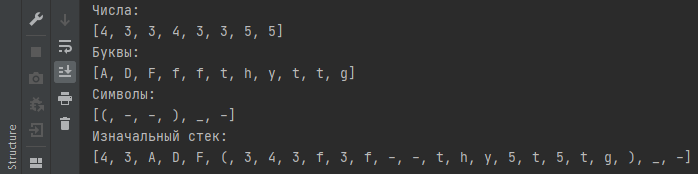 Числа:
[4, 3, 3, 4, 3, 3, 5, 5]
Буквы:
[A, D, F, f, f, t, h, y, t, t, g]
Символы:
[(, -, -, ), _, -]
Изначальный стек:
[4, 3, A, D, F, (, 3, 4, 3, f, 3, f, -, -, t, h, y, 5, t, 5, t, g, ), _, -]
Structure